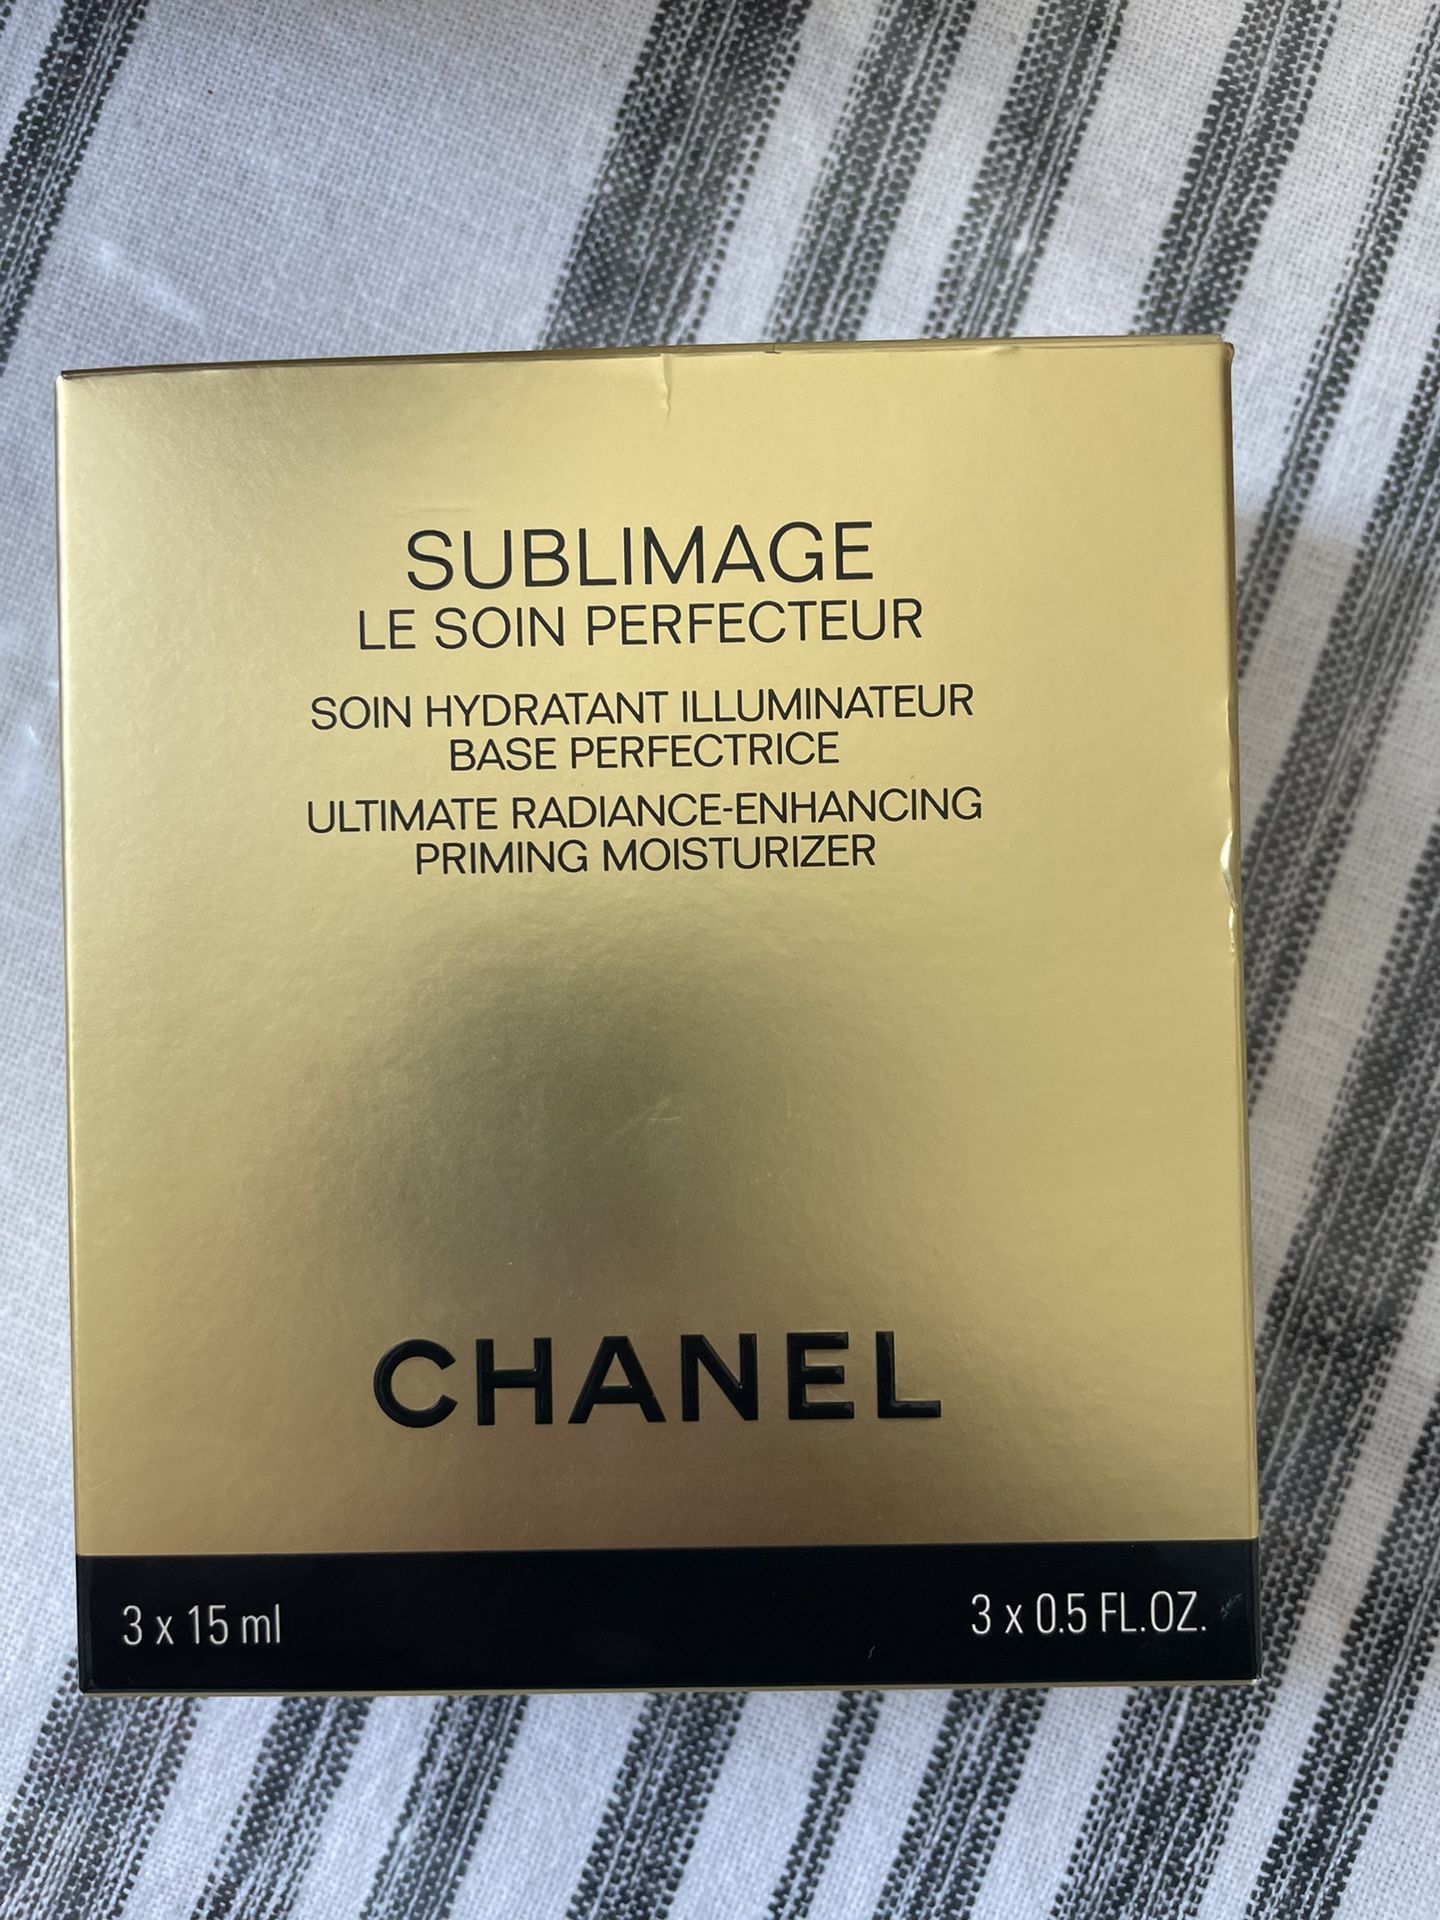 SUBLIMAGE
LE SOIN PERFECTEUR
SOIN HYDRATANT ILLUMINATEUR
BASE PERFECTRICE
ULTIMATE RADIANCE-ENHANCING
PRIMING MOISTURIZER
CHANEL
3 x 15 ml
3 x 0.5 FL.OZ.